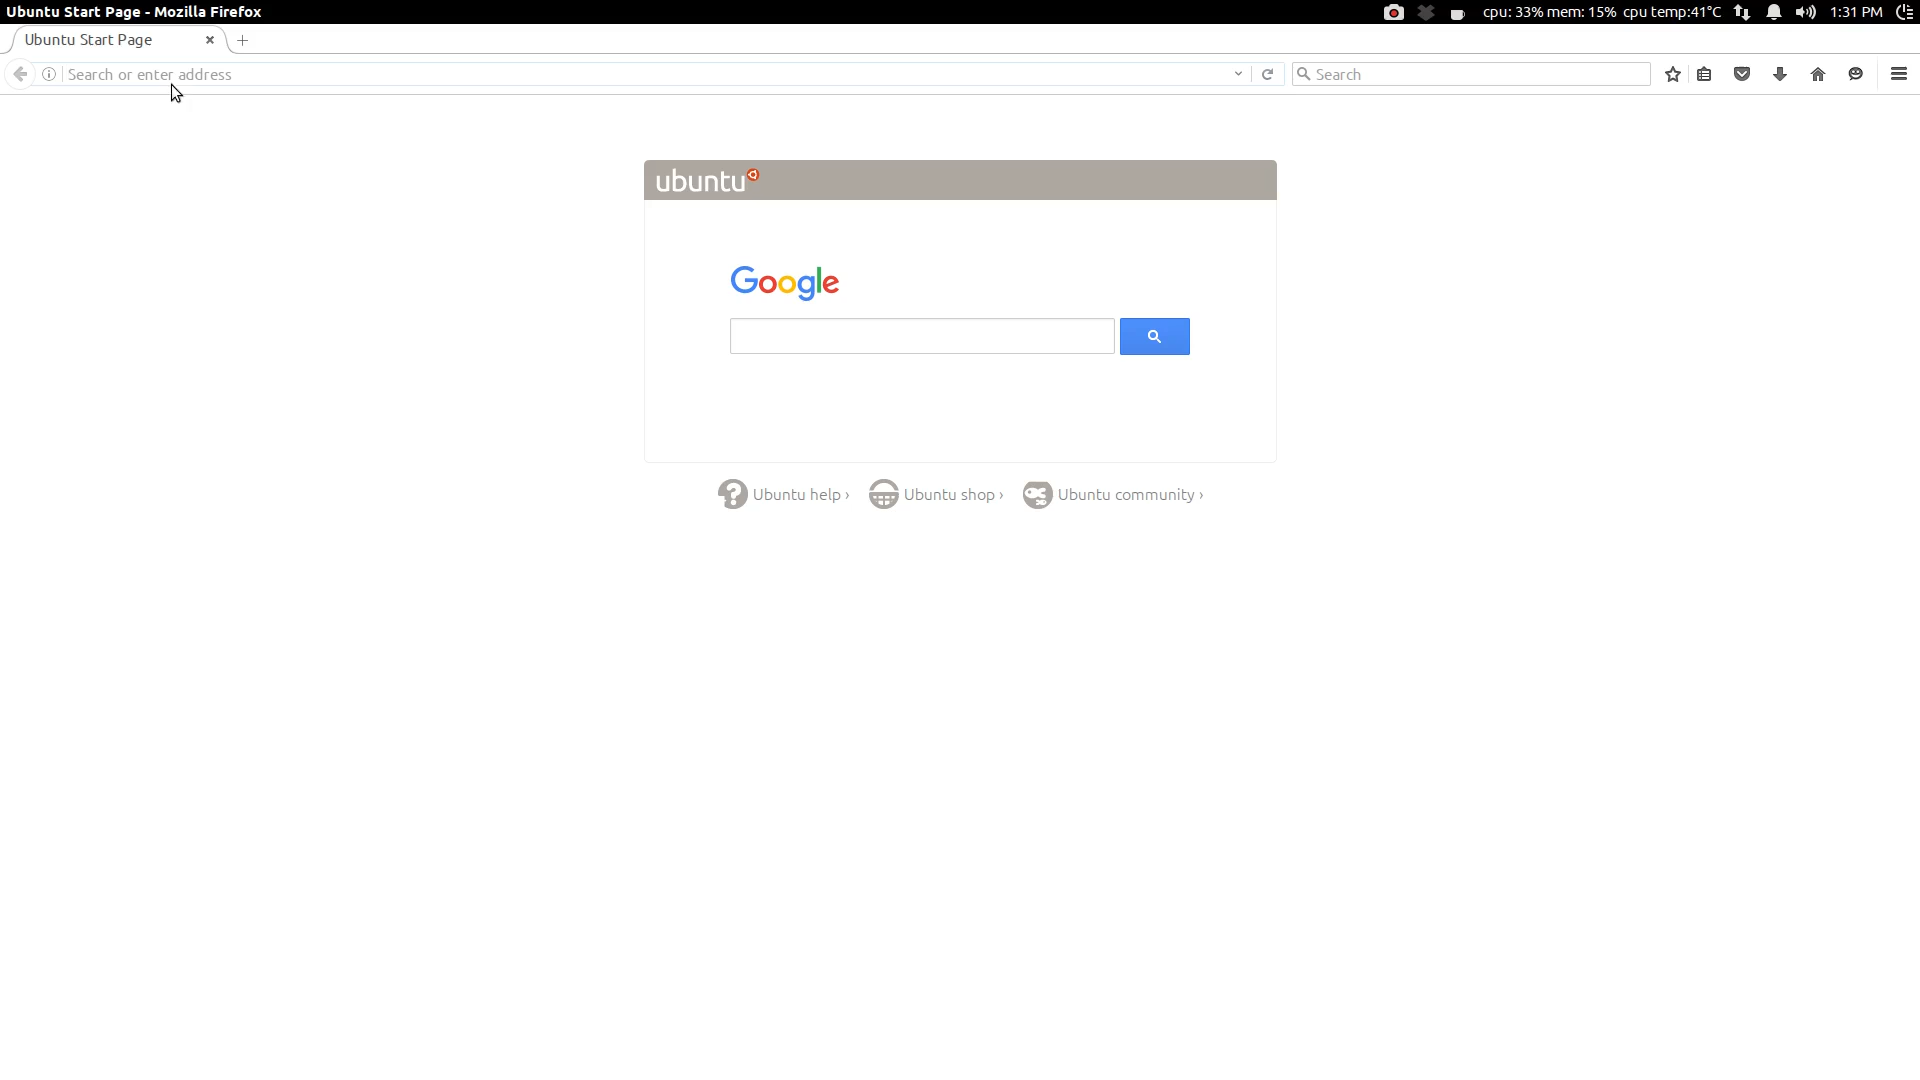 Ubuntu Start Page - Mozilla Firefox
cpu: 33% mem: 15% cpu temp:41°C
1:31 PM
Ubuntu Start Page
Search or enter address
Search
ubuntu
Google
Ubuntu help ›
Ubuntu shop ›
Ubuntu community ›